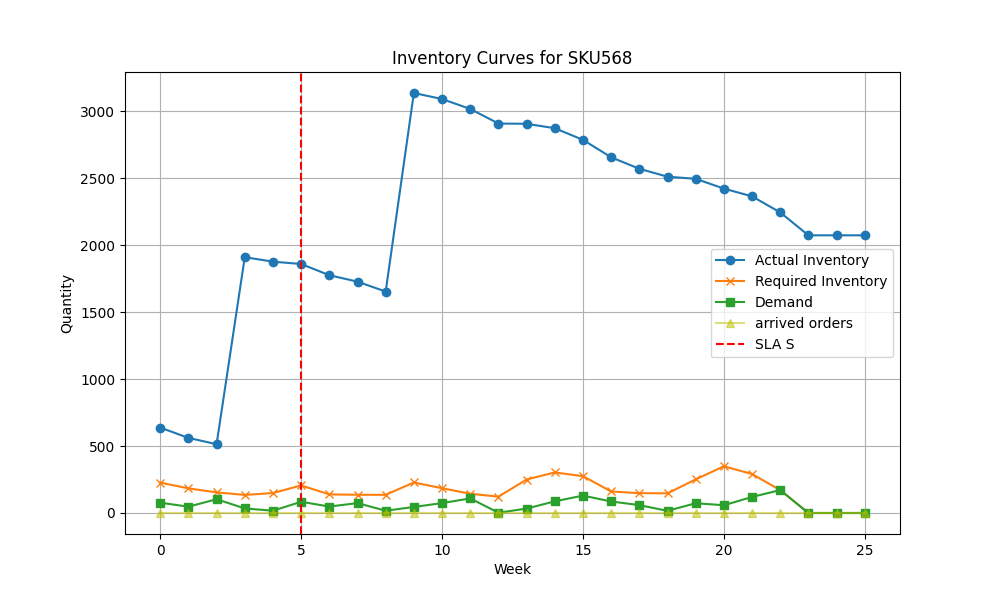 Inventory Curves for SKU568
Quantity
3000
2500
2000
1500
1000
500
0
Actual Inventory
Required Inventory
Demand
arrived orders
SLA S
0 5 10 15 20 25
Week